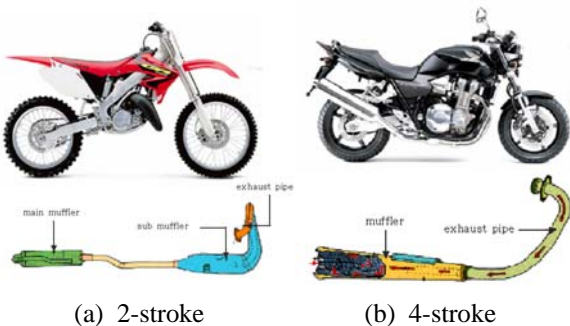 exhaust pipe
main muffler
sub muffler
muffler
exhaust pipe
(a) 2-stroke
(b) 4-stroke